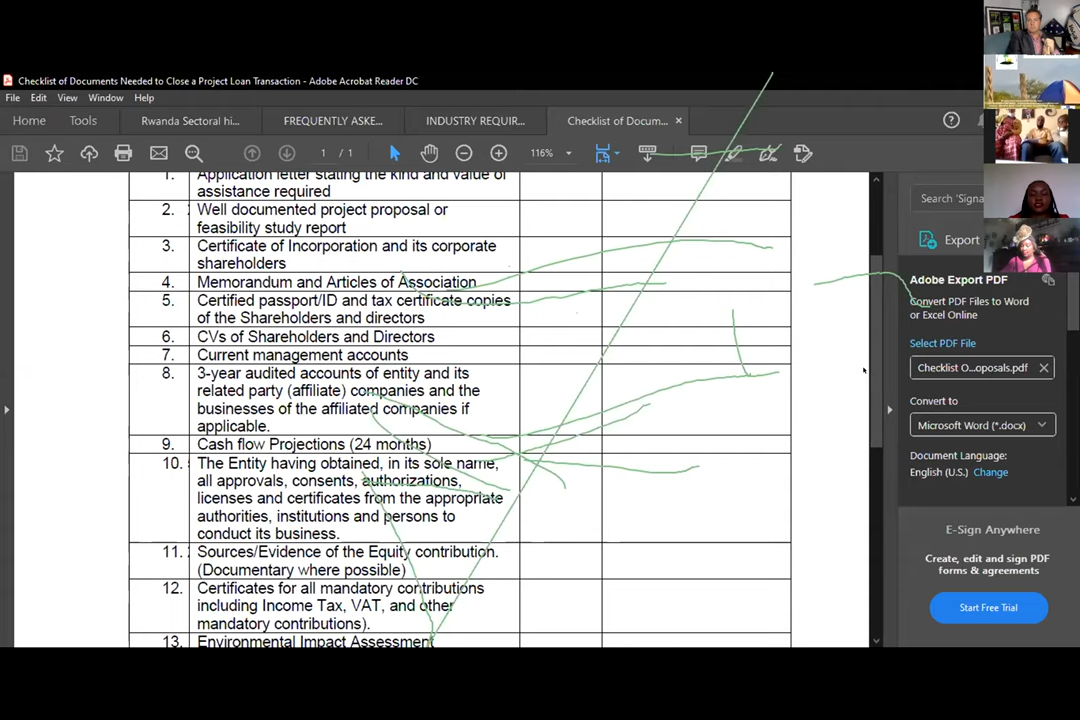 Checklist of Documents Needed to Close a Project Loan Transaction - Adobe Acrobat Reader DC
File Edit View Window Help
Home Tools Rwanda Sectoral hi... FREQUENTLY ASKE... INDUSTRY REQUIR... Checklist of Docum... ×
1 / 1 116%
1. Application letter stating the kind and value of
assistance required
2. Well documented project proposal or
feasibility study report
3. Certificate of Incorporation and its corporate
shareholders
4. Memorandum and Articles of Association
5. Certified passport/ID and tax certificate copies
of the Shareholders and directors
6. CVs of Shareholders and Directors
7. Current management accounts
8. 3-year audited accounts of entity and its
related party (affiliate) companies and the
businesses of the affiliated companies if
applicable.
9. Cash flow Projections (24 months)
10. The Entity having obtained, in its sole name,
all approvals, consents, authorizations,
licenses and certificates from the appropriate
authorities, institutions and persons to
conduct its business.
11. Sources/Evidence of the Equity contribution.
(Documentary where possible)
12. Certificates for all mandatory contributions
including Income Tax, VAT, and other
mandatory contributions).
13. Environmental Impact Assessment
Search 'Signa
Export
Adobe Export PDF
Convert PDF Files to Word
or Excel Online
Select PDF File
Checklist O...oposals.pdf ×
Convert to
Microsoft Word (*.docx)
Document Language:
English (U.S.) Change
E-Sign Anywhere
Create, edit and sign PDF
forms & agreements
Start Free Trial